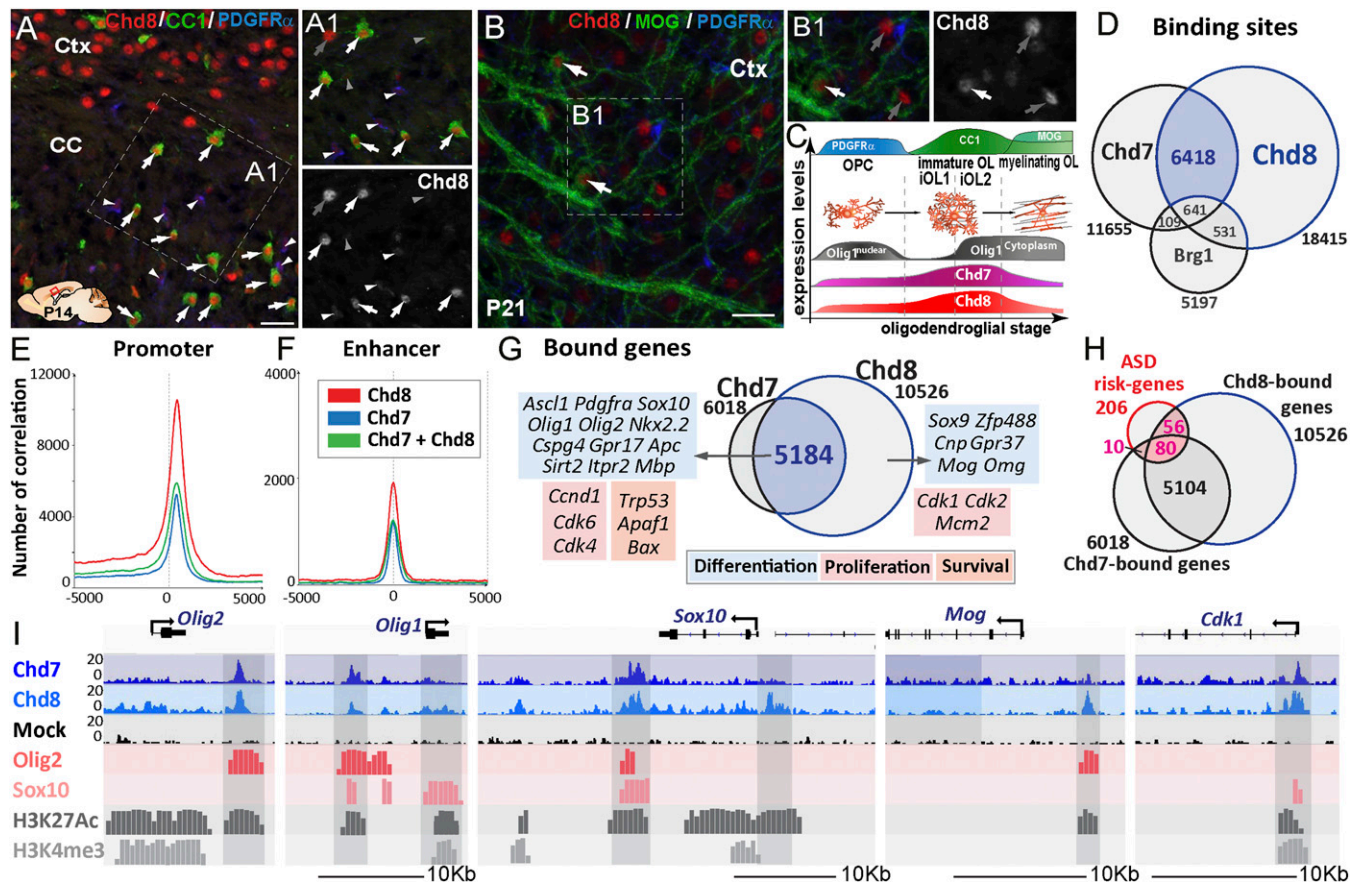 A
Chd8/CC1/PDGFRα
Ctx
CC
A1
P14
A1
Chd8
B
Chd8 / MOG / PDGFRα
Ctx
B1
P21
B1
Chd8
C
PDGFRα
CC1
MOG
OPC
immature OL
iOL1
iOL2
myelinating OL
expression levels
Olig1 nuclear
Olig1 Cytoplasm
Chd7
Chd8
oligodendroglial stage
D
Binding sites
Chd7
6418
Chd8
641
109
531
11655
18415
Brg1
5197
E
Promoter
Number of correlation
12000
8000
4000
0
-5000
0
5000
F
Enhancer
4000
2000
0
-5000
0
5000
Chd8
Chd7
Chd7 + Chd8
G
Bound genes
Chd7
6018
Chd8
10526
5184
Ascl1 Pdgfra Sox10
Olig1 Olig2 Nkx2.2
Cspg4 Gpr17 Apc
Sirt2 Itpr2 Mbp
Ccnd1
Cdk6
Cdk4
Trp53
Apaf1
Bax
Sox9 Zfp488
Cnp Gpr37
Mog Omg
Cdk1 Cdk2
Mcm2
Differentiation
Proliferation
Survival
H
ASD
risk-genes
206
Chd8-bound
genes
10526
56
10
80
5104
6018
Chd7-bound genes
I
Olig2
Olig1
Sox10
Mog
Cdk1
Chd7
20
0
Chd8
20
0
Mock
20
0
Olig2
Sox10
H3K27Ac
H3K4me3
10Kb
10Kb
10Kb
10Kb